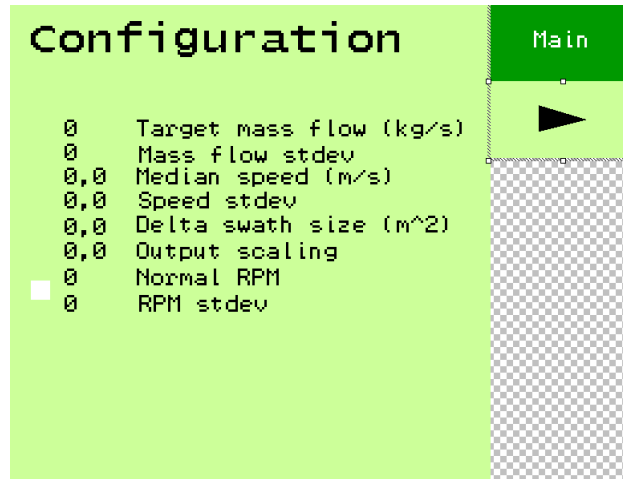 Configuration
Main
0 Target mass flow (kg/s)
0 Mass flow stdev
0,0 Median speed (m/s)
0,0 Speed stdev
0,0 Delta swath size (m^2)
0,0 Output scaling
0 Normal RPM
0 RPM stdev